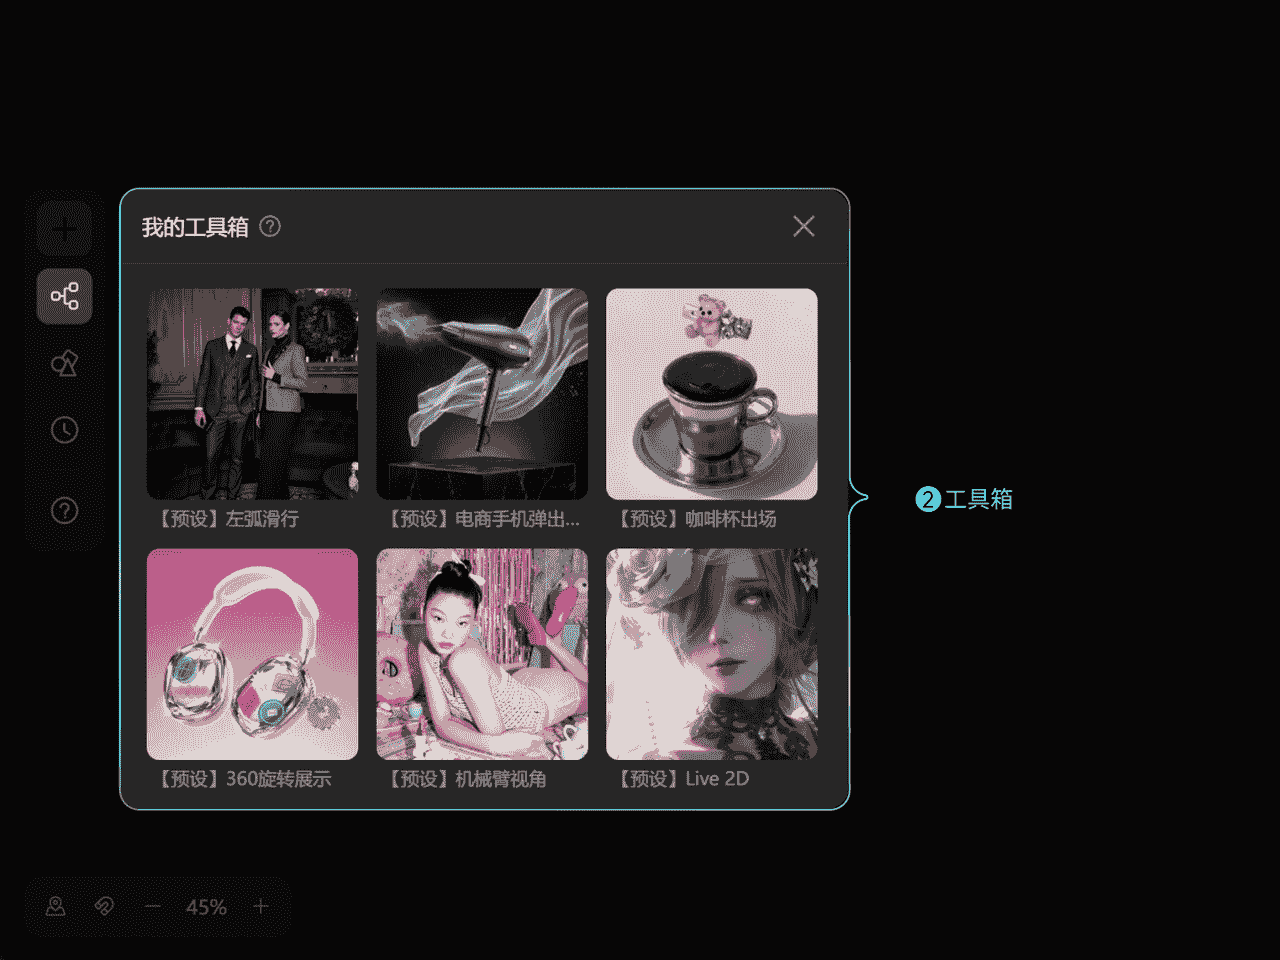 我的工具箱
【预设】左弧滑行
【预设】电商手机弹出...
【预设】咖啡杯出场
②工具箱
【预设】360旋转展示
【预设】机械臂视角
【预设】Live 2D
45%